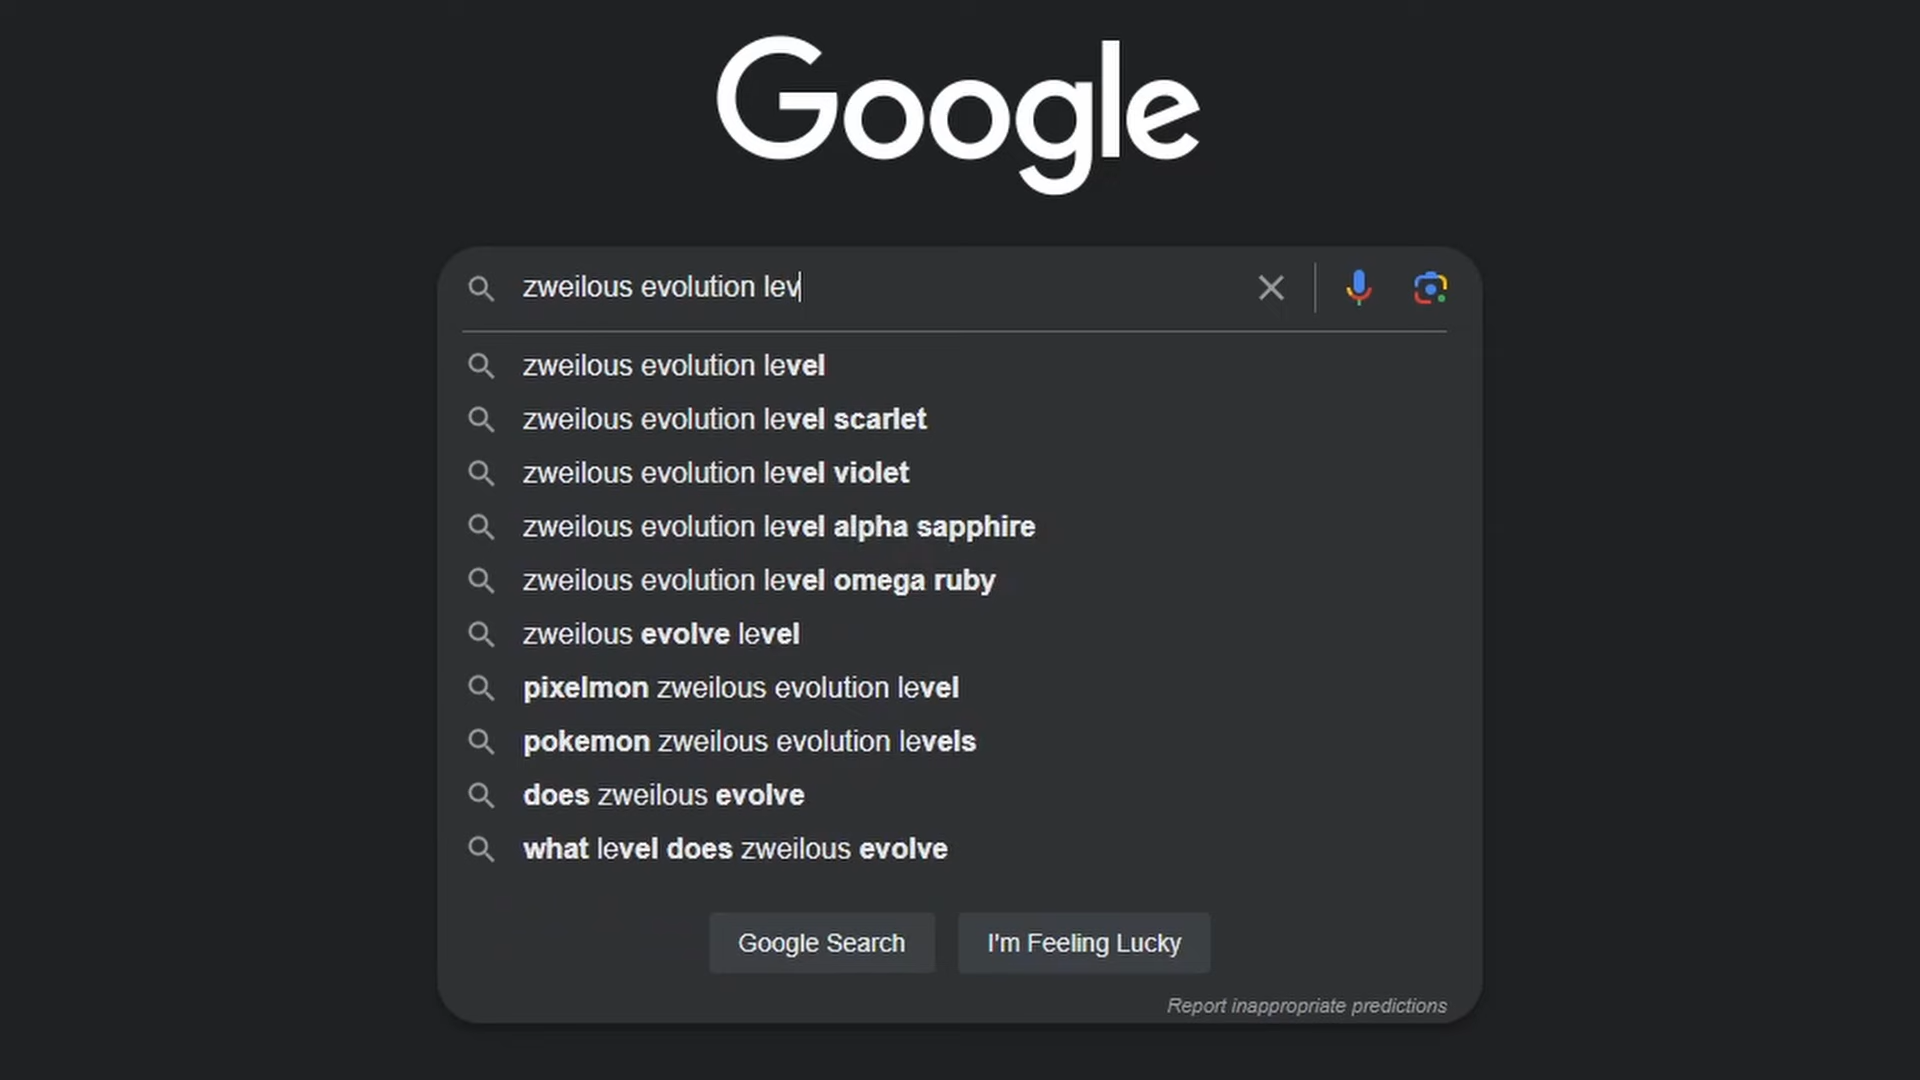 Google
zweilous evolution lev
zweilous evolution level
zweilous evolution level scarlet
zweilous evolution level violet
zweilous evolution level alpha sapphire
zweilous evolution level omega ruby
zweilous evolve level
pixelmon zweilous evolution level
pokemon zweilous evolution levels
does zweilous evolve
what level does zweilous evolve
Google Search
I'm Feeling Lucky
Report inappropriate predictions